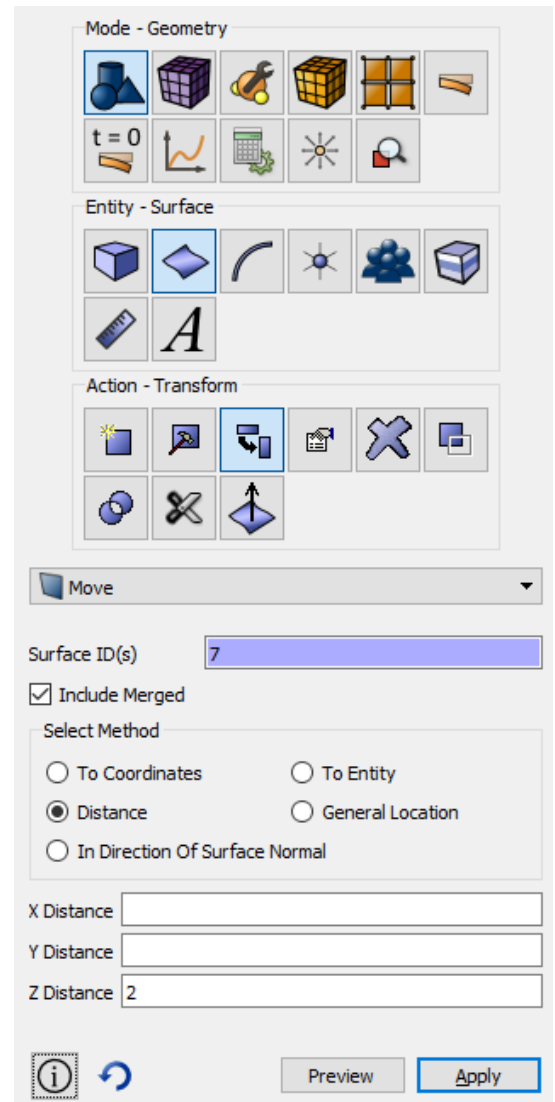 Mode - Geometry
t = 0
Entity - Surface
A
Action - Transform
Move
Surface ID(s) 7
Include Merged
Select Method
To Coordinates To Entity
Distance General Location
In Direction Of Surface Normal
X Distance
Y Distance
Z Distance 2
i Preview Apply